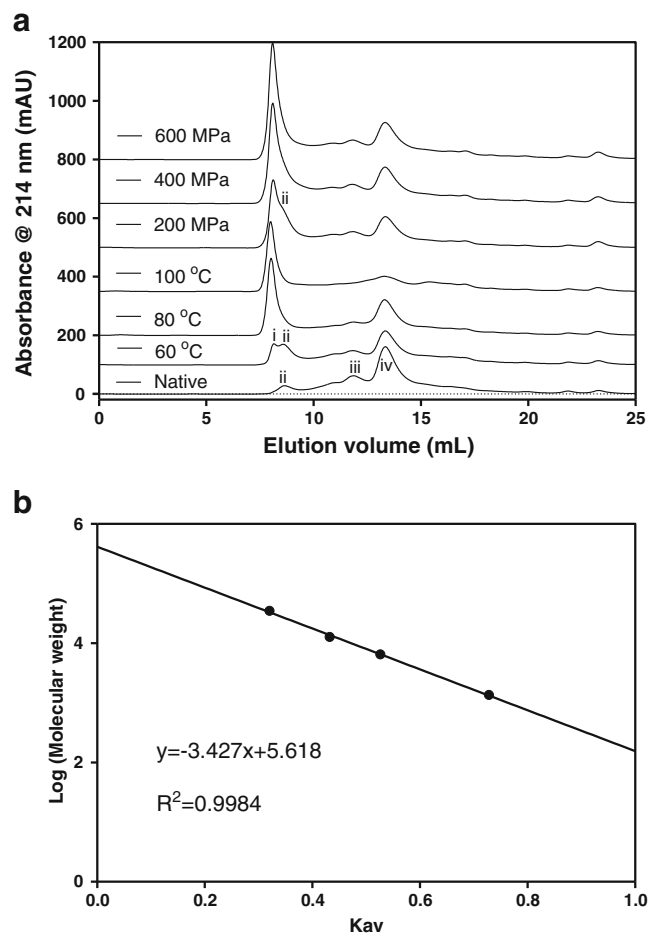 a
Absorbance @ 214 nm (mAU)
1200
1000
800
600
400
200
0
600 MPa
400 MPa
ii
200 MPa
100 °C
80 °C
i ii
60 °C
ii iii iv
Native
0 5 10 15 20 25
Elution volume (mL)
b
Log (Molecular weight)
6
4
2
0
y=-3.427x+5.618
R²=0.9984
0.0 0.2 0.4 0.6 0.8 1.0
Kav